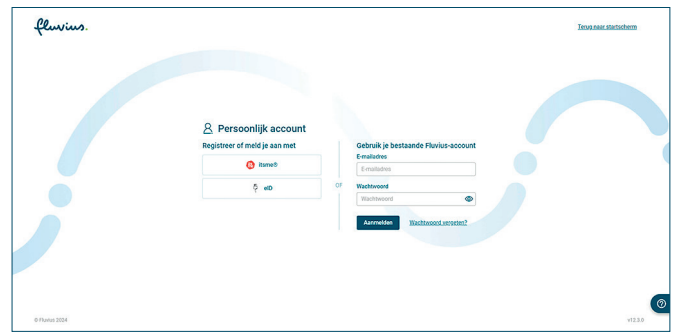 fluvius.
Terug naar startscherm
Persoonlijk account
Registreer of meld je aan met
itsme®
eID
OF
Gebruik je bestaande Fluvius-account
E-mailadres
E-mailadres
Wachtwoord
Wachtwoord
Aanmelden
Wachtwoord vergeten?
© Fluvius 2024
v12.3.0